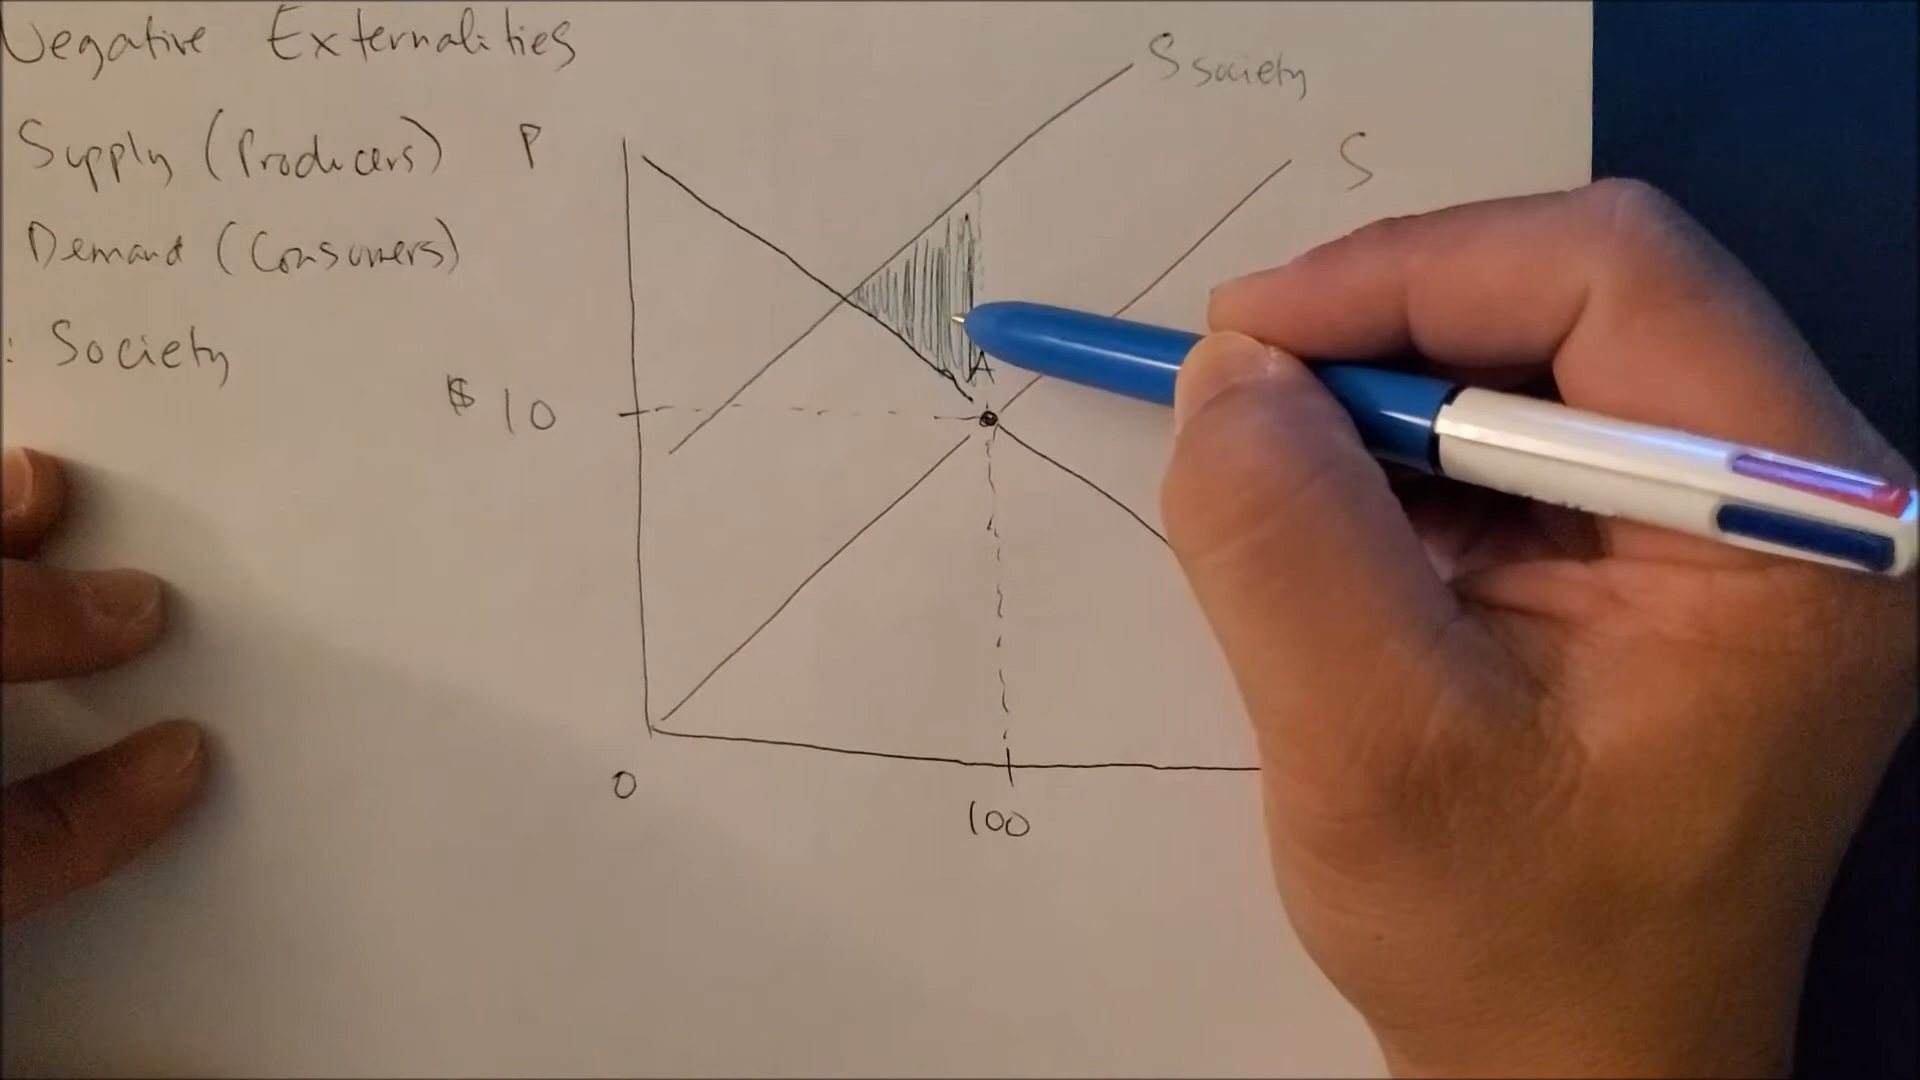 Negative Externalities
Supply (Producers)
Demand (Consumers)
: Society
P
S society
S
A
$ 10
0
100